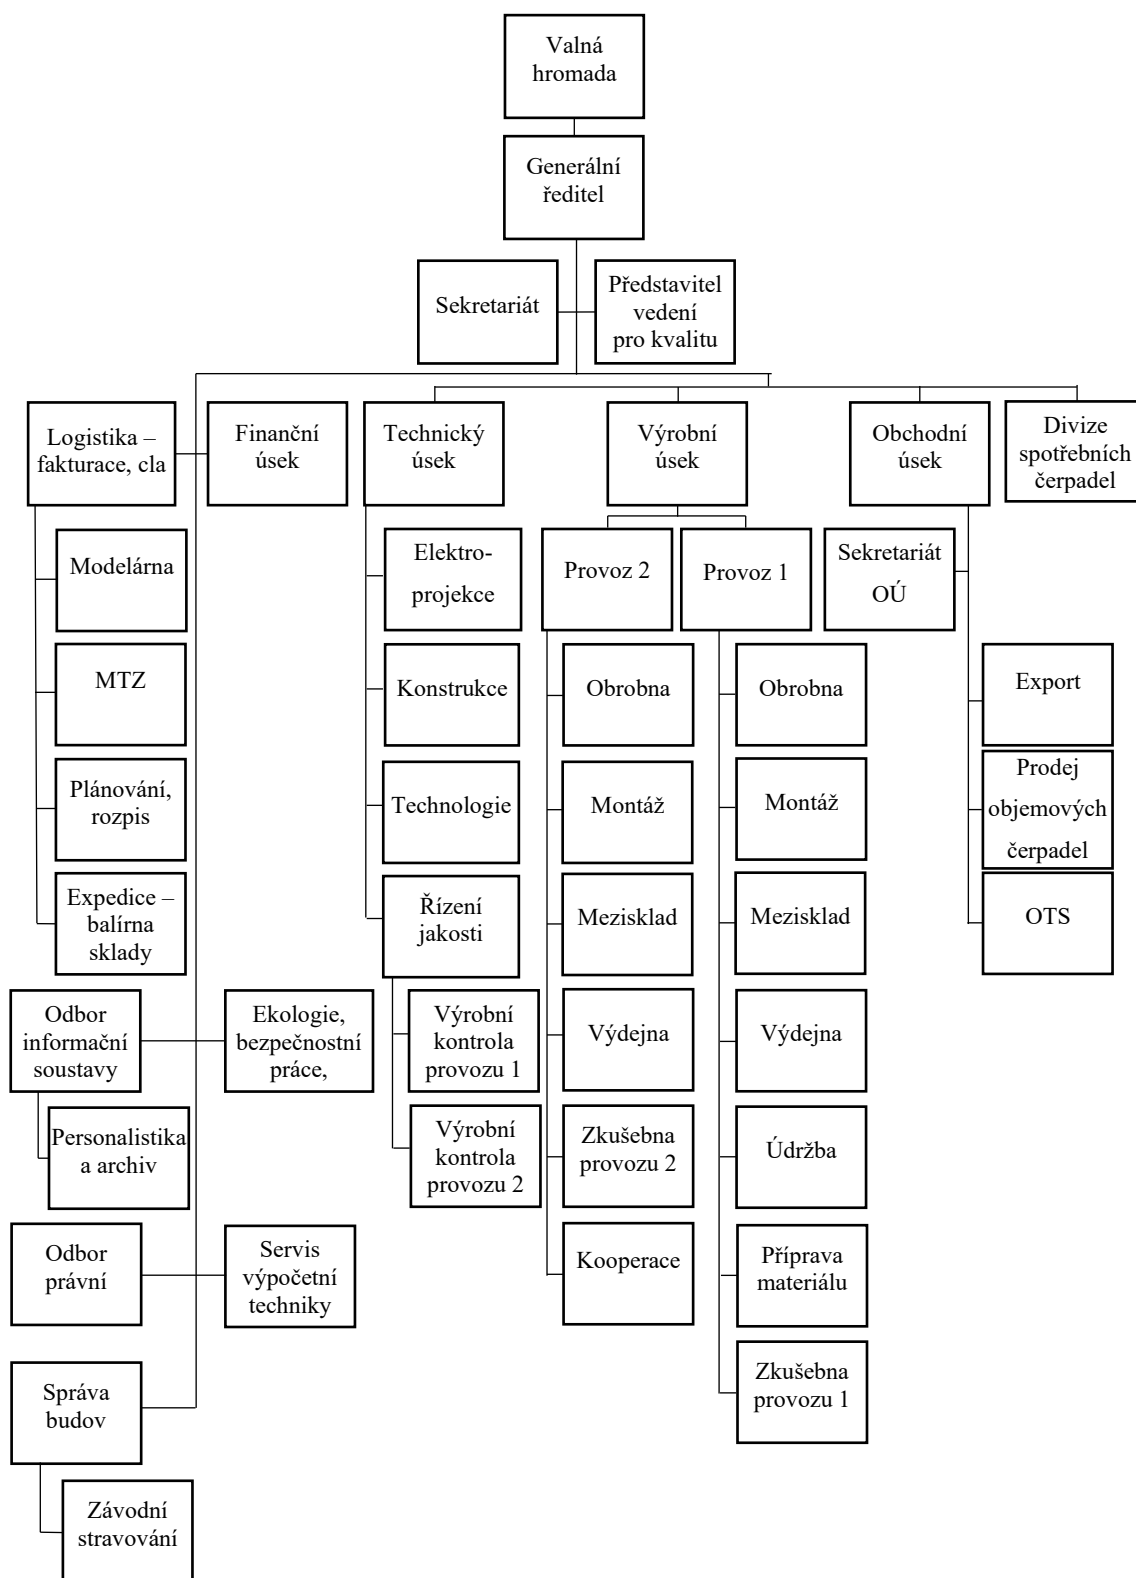 Valná
hromada
Generální
ředitel
Sekretariát
Představitel
vedení
pro kvalitu
Logistika –
fakturace, cla
Finanční
úsek
Technický
úsek
Výrobní
úsek
Obchodní
úsek
Divize
spotřebních
čerpadel
Modelárna
MTZ
Plánování,
rozpis
Expedice –
balírna
sklady
Elektro-
projekce
Konstrukce
Technologie
Řízení
jakosti
Výrobní
kontrola
provozu 1
Výrobní
kontrola
provozu 2
Provoz 2
Obrobna
Montáž
Mezisklad
Výdejna
Zkušebna
provozu 2
Kooperace
Provoz 1
Obrobna
Montáž
Mezisklad
Výdejna
Údržba
Příprava
materiálu
Zkušebna
provozu 1
Sekretariát
OÚ
Export
Prodej
objemových
čerpadel
OTS
Odbor
informační
soustavy
Ekologie,
bezpečnostní
práce,
Personalistika
a archiv
Odbor
právní
Servis
výpočetní
techniky
Správa
budov
Závodní
stravování